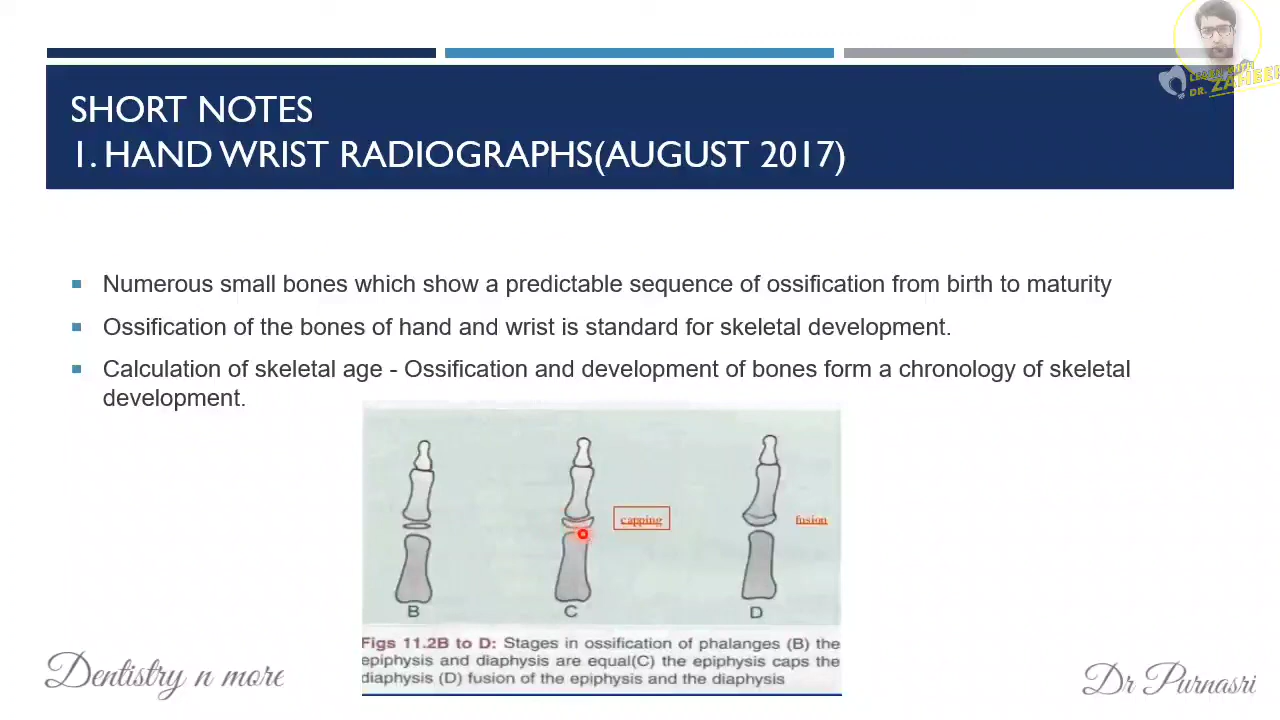 LEARN WITH
DR. ZAHEER
SHORT NOTES
1. HAND WRIST RADIOGRAPHS(AUGUST 2017)
Numerous small bones which show a predictable sequence of ossification from birth to maturity
Ossification of the bones of hand and wrist is standard for skeletal development.
Calculation of skeletal age - Ossification and development of bones form a chronology of skeletal
development.
capping
fusion
B
C
D
Figs 11.2B to D: Stages in ossification of phalanges (B) the
epiphysis and diaphysis are equal(C) the epiphysis caps the
diaphysis (D) fusion of the epiphysis and the diaphysis
Dentistry n more
Dr Purnasri